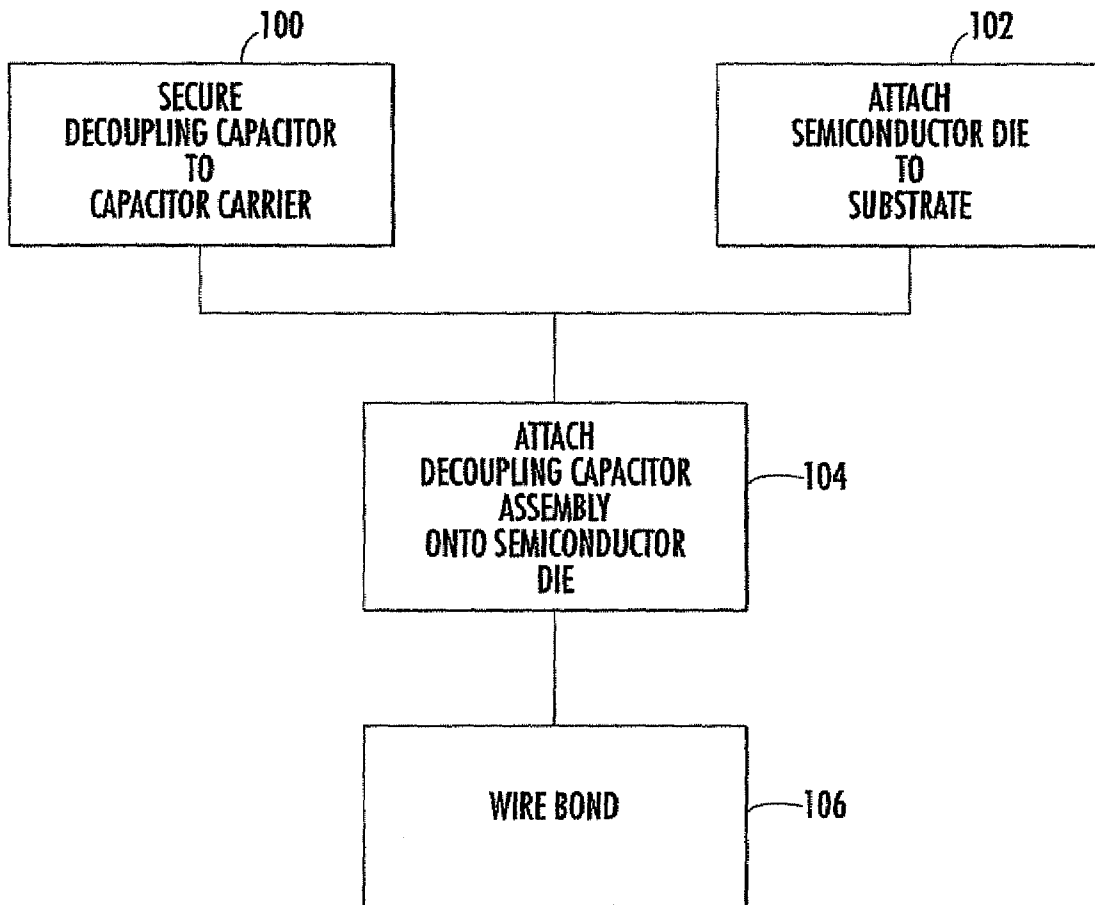 100
SECURE
DECOUPLING CAPACITOR
TO
CAPACITOR CARRIER
102
ATTACH
SEMICONDUCTOR DIE
TO
SUBSTRATE
ATTACH
DECOUPLING CAPACITOR
ASSEMBLY
ONTO SEMICONDUCTOR
DIE
104
WIRE BOND
106